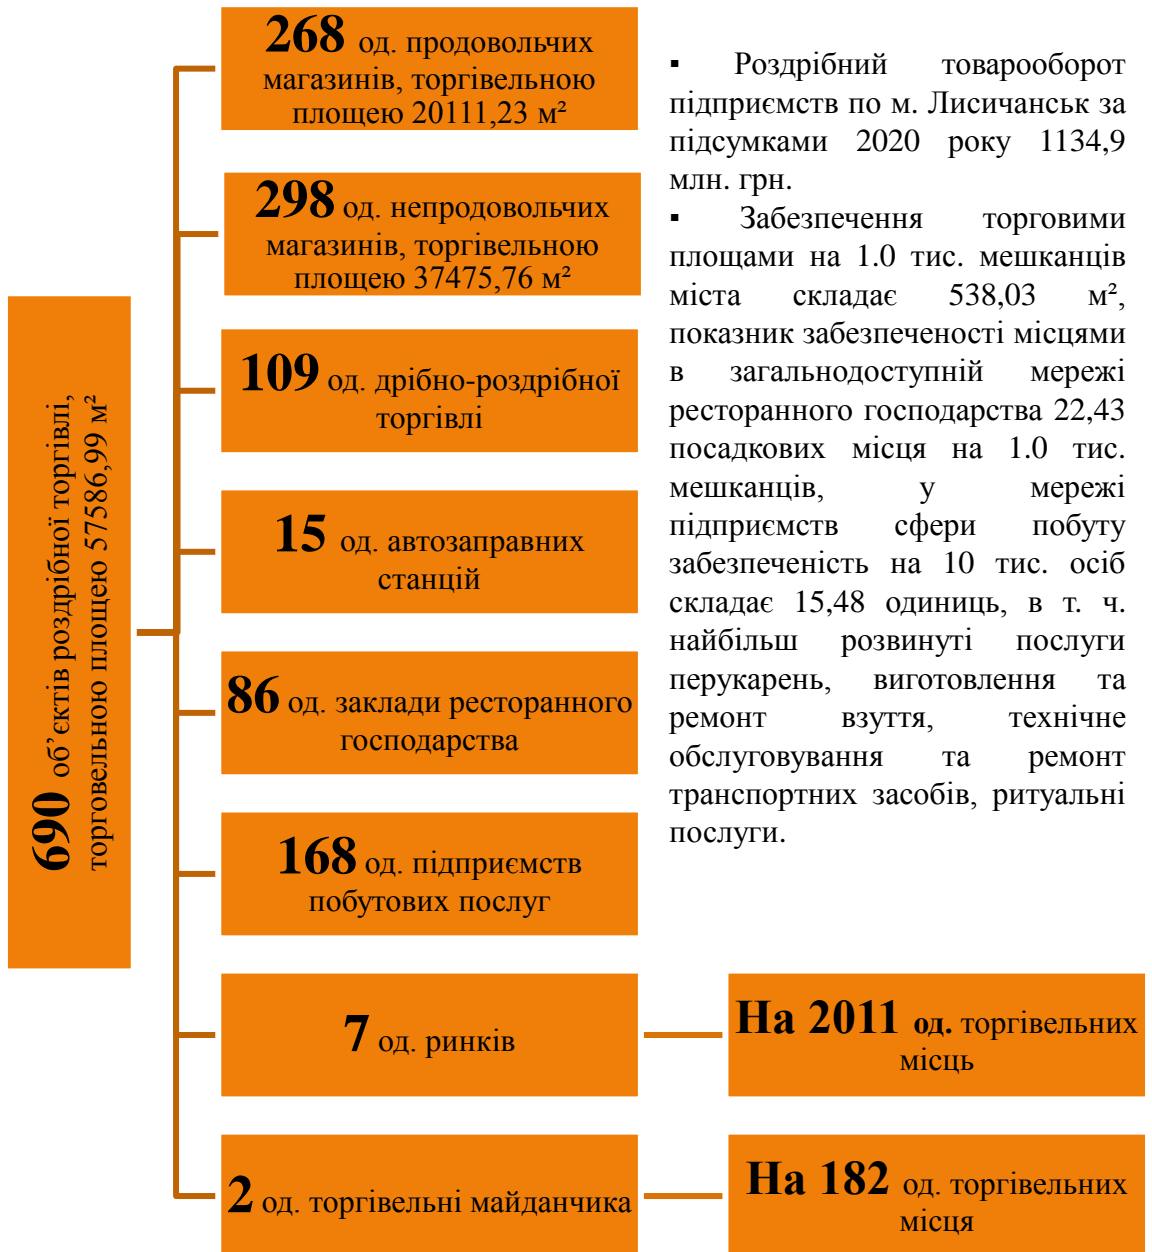 690 об’єктів роздрібної торгівлі,
торговельною площею 57586,99 м²
268 од. продовольчих
магазинів, торгівельною
площею 20111,23 м²
298 од. непродовольчих
магазинів, торгівельною
площею 37475,76 м²
109 од. дрібно-роздрібної
торгівлі
15 од. автозаправних
станцій
86 од. заклади ресторанного
господарства
168 од. підприємств
побутових послуг
7 од. ринків
На 2011 од. торгівельних
місць
2 од. торгівельні майданчика
На 182 од. торгівельних
місця
▪ Роздрібний товарооборот
підприємств по м. Лисичанськ за
підсумками 2020 року 1134,9
млн. грн.
▪ Забезпечення торговими
площами на 1.0 тис. мешканців
міста складає 538,03 м²,
показник забезпеченості місцями
в загальнодоступній мережі
ресторанного господарства 22,43
посадкових місця на 1.0 тис.
мешканців, у мережі
підприємств сфери побуту
забезпеченість на 10 тис. осіб
складає 15,48 одиниць, в т. ч.
найбільш розвинуті послуги
перукарень, виготовлення та
ремонт взуття, технічне
обслуговування та ремонт
транспортних засобів, ритуальні
послуги.